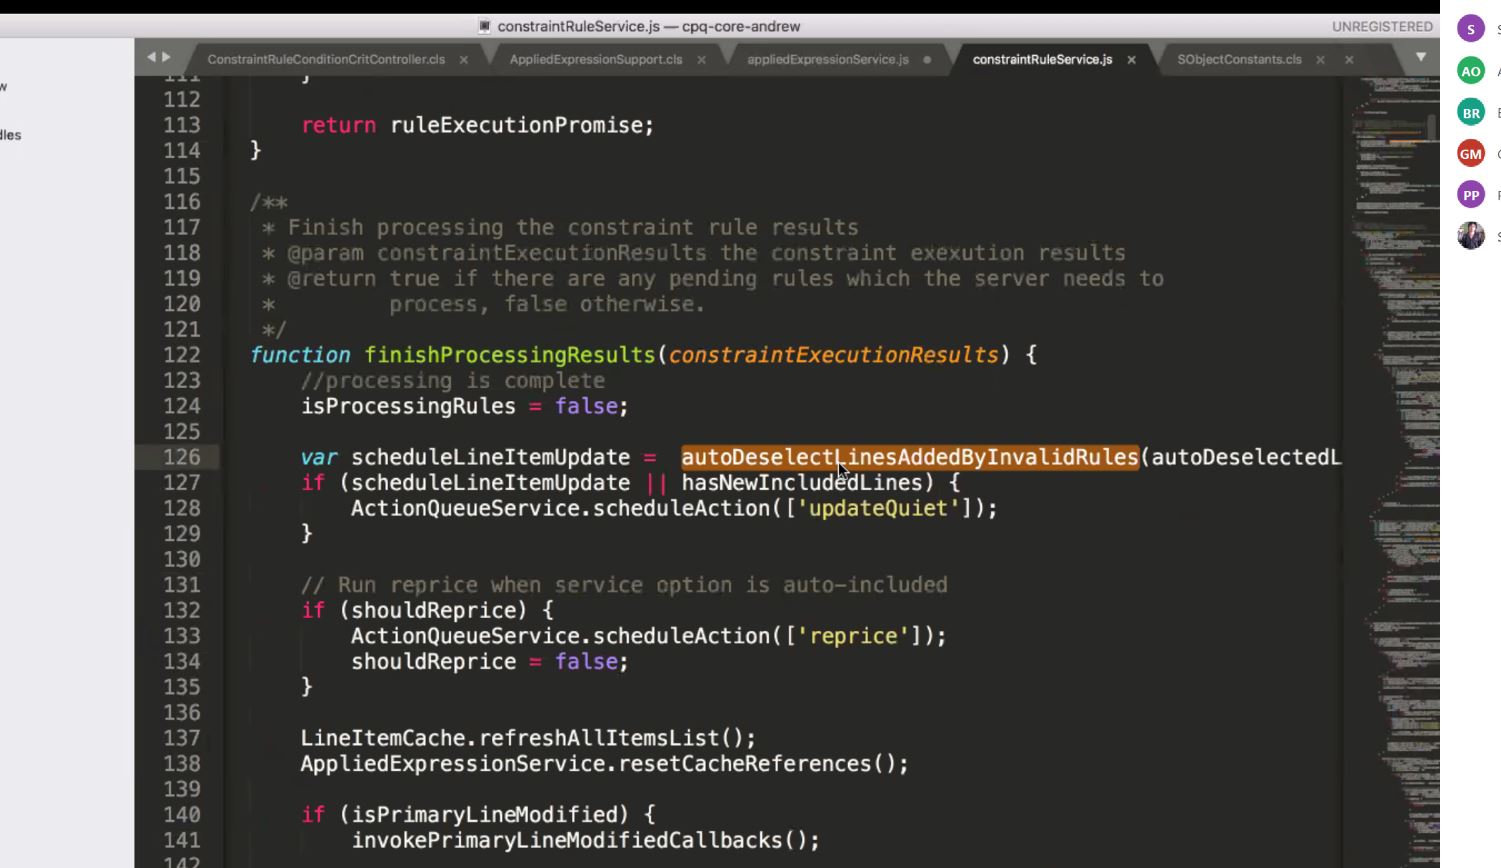 constraintRuleService.js — cpq-core-andrew
UNREGISTERED
ConstraintRuleConditionCritController.cls
AppliedExpressionSupport.cls
appliedExpressionService.js
constraintRuleService.js
SObjectConstants.cls
111 }
112
113 return ruleExecutionPromise;
114 }
115
116 /**
117 * Finish processing the constraint rule results
118 * @param constraintExecutionResults the constraint exexution results
119 * @return true if there are any pending rules which the server needs to
120 * process, false otherwise.
121 */
122 function finishProcessingResults(constraintExecutionResults) {
123 //processing is complete
124 isProcessingRules = false;
125
126 var scheduleLineItemUpdate = autoDeselectLinesAddedByInvalidRules(autoDeselectedL
127 if (scheduleLineItemUpdate || hasNewIncludedLines) {
128 ActionQueueService.scheduleAction(['updateQuiet']);
129 }
130
131 // Run reprice when service option is auto-included
132 if (shouldReprice) {
133 ActionQueueService.scheduleAction(['reprice']);
134 shouldReprice = false;
135 }
136
137 LineItemCache.refreshAllItemsList();
138 AppliedExpressionService.resetCacheReferences();
139
140 if (isPrimaryLineModified) {
141 invokePrimaryLineModifiedCallbacks();
142
w
dles
S
AO
BR
GM
PP